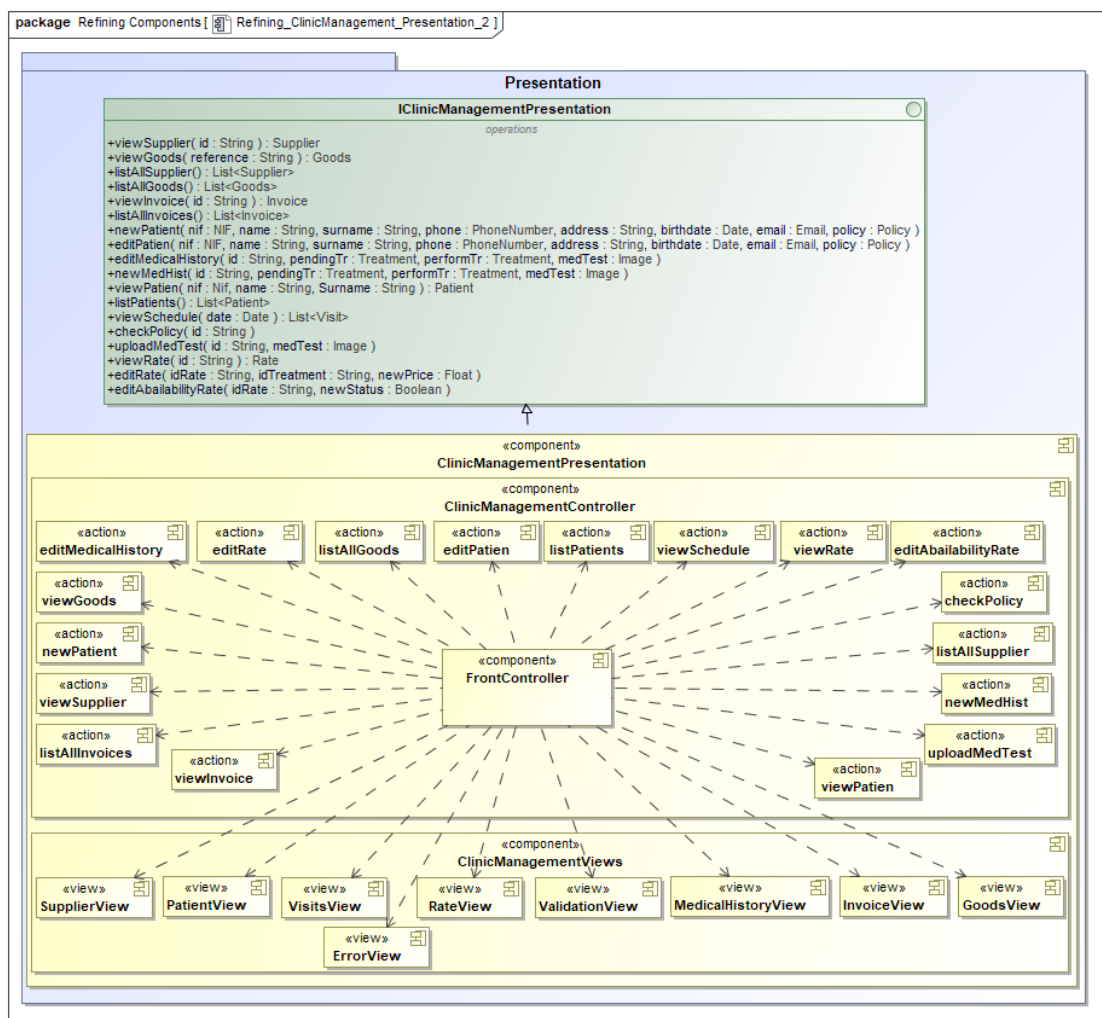 package Refining Components [ Refining_ClinicManagement_Presentation_2 ]
Presentation
IClinicManagementPresentation
operations
+viewSupplier( id : String ) : Supplier
+viewGoods( reference : String ) : Goods
+listAllSupplier() : List<Supplier>
+listAllGoods() : List<Goods>
+viewInvoice( id : String ) : Invoice
+listAllInvoices() : List<Invoice>
+newPatient( nif : NIF, name : String, surname : String, phone : PhoneNumber, address : String, birthdate : Date, email : Email, policy : Policy )
+editPatien( nif : NIF, name : String, surname : String, phone : PhoneNumber, address : String, birthdate : Date, email : Email, policy : Policy )
+editMedicalHistory( id : String, pendingTr : Treatment, performTr : Treatment, medTest : Image )
+newMedHist( id : String, pendingTr : Treatment, performTr : Treatment, medTest : Image )
+viewPatien( nif : Nif, name : String, Surname : String ) : Patient
+listPatients() : List<Patient>
+viewSchedule( date : Date ) : List<Visit>
+checkPolicy( id : String )
+uploadMedTest( id : String, medTest : Image )
+viewRate( id : String ) : Rate
+editRate( idRate : String, idTreatment : String, newPrice : Float )
+editAbailabilityRate( idRate : String, newStatus : Boolean )
«component»
ClinicManagementPresentation
«component»
ClinicManagementController
«action»
editMedicalHistory
«action»
editRate
«action»
listAllGoods
«action»
editPatien
«action»
listPatients
«action»
viewSchedule
«action»
viewRate
«action»
editAbailabilityRate
«action»
viewGoods
«action»
checkPolicy
«action»
newPatient
«action»
listAllSupplier
«component»
FrontController
«action»
viewSupplier
«action»
newMedHist
«action»
listAllInvoices
«action»
uploadMedTest
«action»
viewInvoice
«action»
viewPatien
«component»
ClinicManagementViews
«view»
SupplierView
«view»
PatientView
«view»
VisitsView
«view»
RateView
«view»
ValidationView
«view»
MedicalHistoryView
«view»
InvoiceView
«view»
GoodsView
«view»
ErrorView